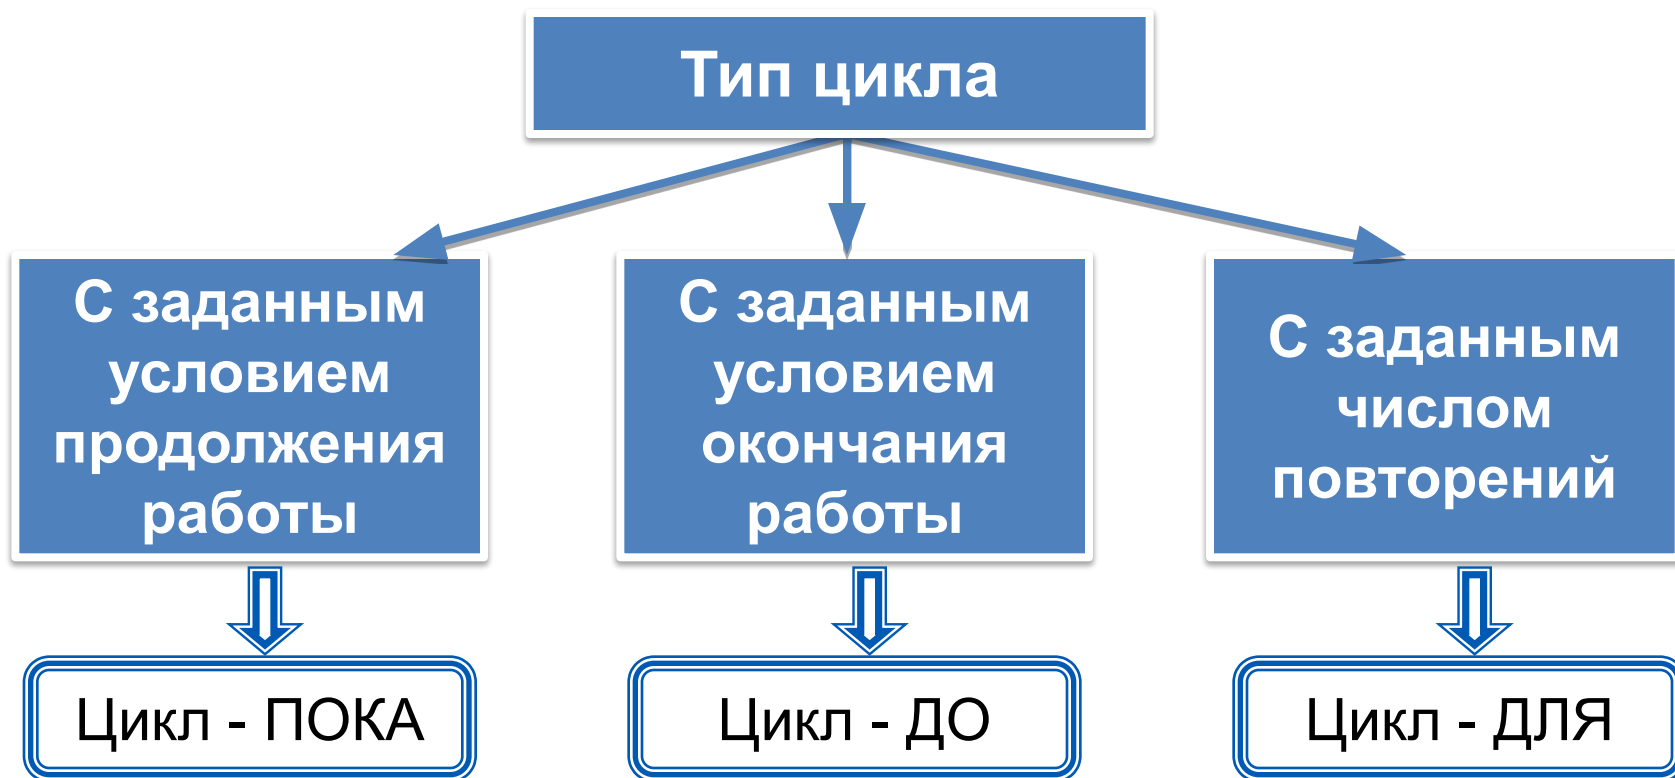 Тип цикла
С заданным
условием
продолжения
работы
С заданным
условием
окончания
работы
С заданным
числом
повторений
Цикл - ПОКА
Цикл - ДО
Цикл - ДЛЯ